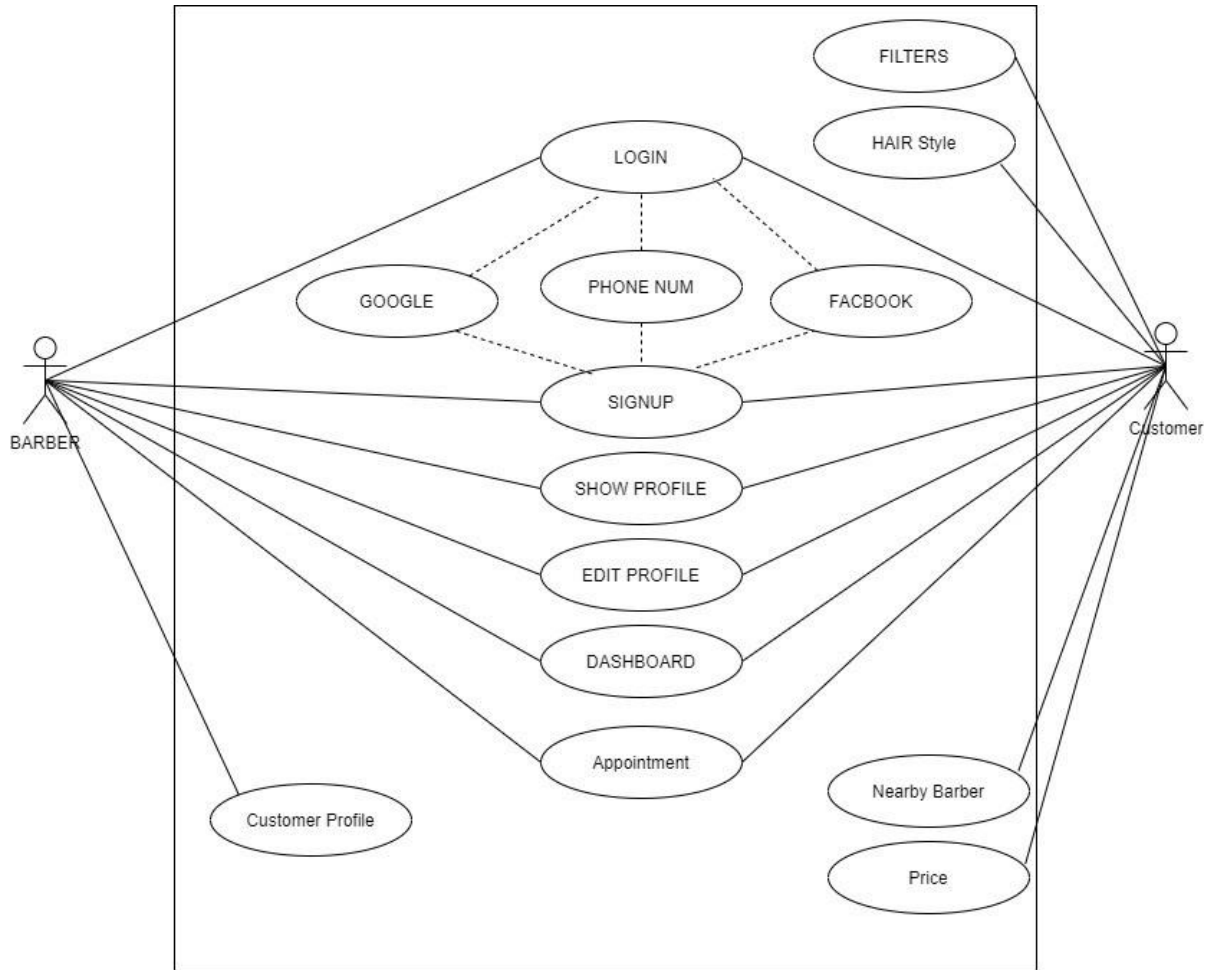 FILTERS
HAIR Style
LOGIN
GOOGLE
PHONE NUM
FACBOOK
SIGNUP
BARBER
Customer
SHOW PROFILE
EDIT PROFILE
DASHBOARD
Appointment
Nearby Barber
Customer Profile
Price